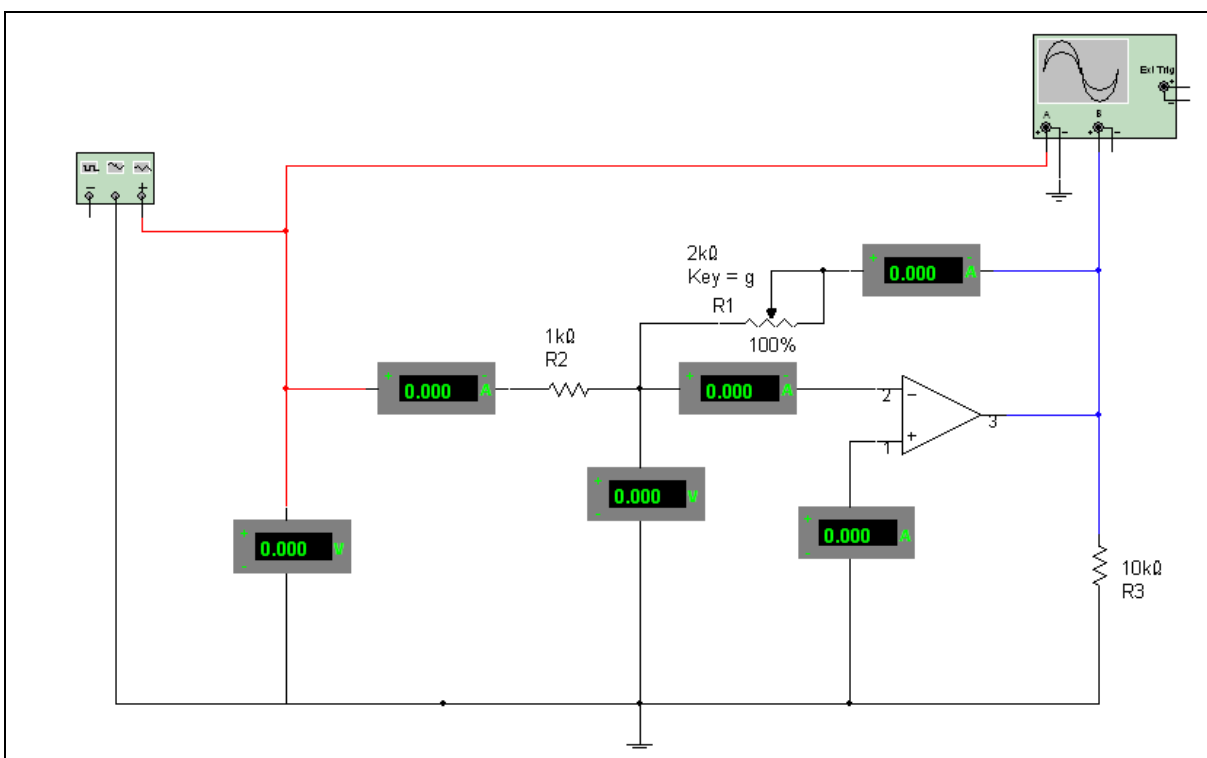 Ext Trig
A
B
2kΩ
Key = g
R1
0.000 A
100%
1kΩ
R2
0.000 A
0.000 A
2
3
1
0.000 V
0.000 A
0.000 V
10kΩ
R3